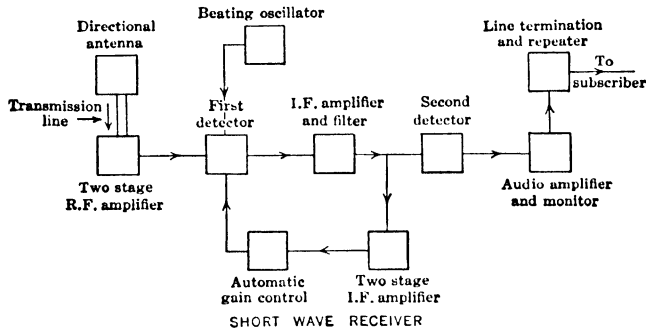 Directional
antenna
Beating oscillator
Line termination
and repeater
To
subscriber
Transmission
line
First
detector
I.F. amplifier
and filter
Second
detector
Two stage
R.F. amplifier
Audio amplifier
and monitor
Automatic
gain control
Two stage
I.F. amplifier
SHORT WAVE RECEIVER